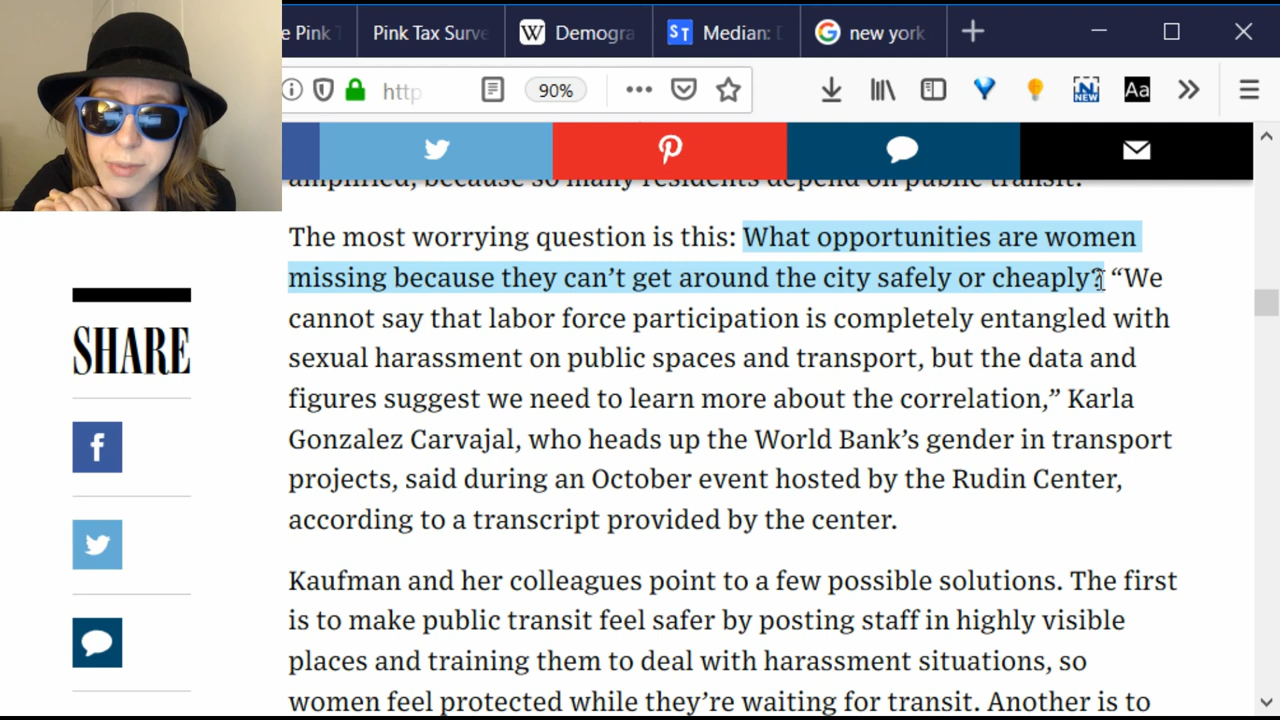 e Pink T
Pink Tax Surve
W Demogra
ST Median: D
G new york
http
90%
NEW
Aa
amplified, because so many residents depend on public transit.
The most worrying question is this: What opportunities are women
missing because they can’t get around the city safely or cheaply? “We
cannot say that labor force participation is completely entangled with
sexual harassment on public spaces and transport, but the data and
figures suggest we need to learn more about the correlation,” Karla
Gonzalez Carvajal, who heads up the World Bank’s gender in transport
projects, said during an October event hosted by the Rudin Center,
according to a transcript provided by the center.
Kaufman and her colleagues point to a few possible solutions. The first
is to make public transit feel safer by posting staff in highly visible
places and training them to deal with harassment situations, so
women feel protected while they’re waiting for transit. Another is to
SHARE
f